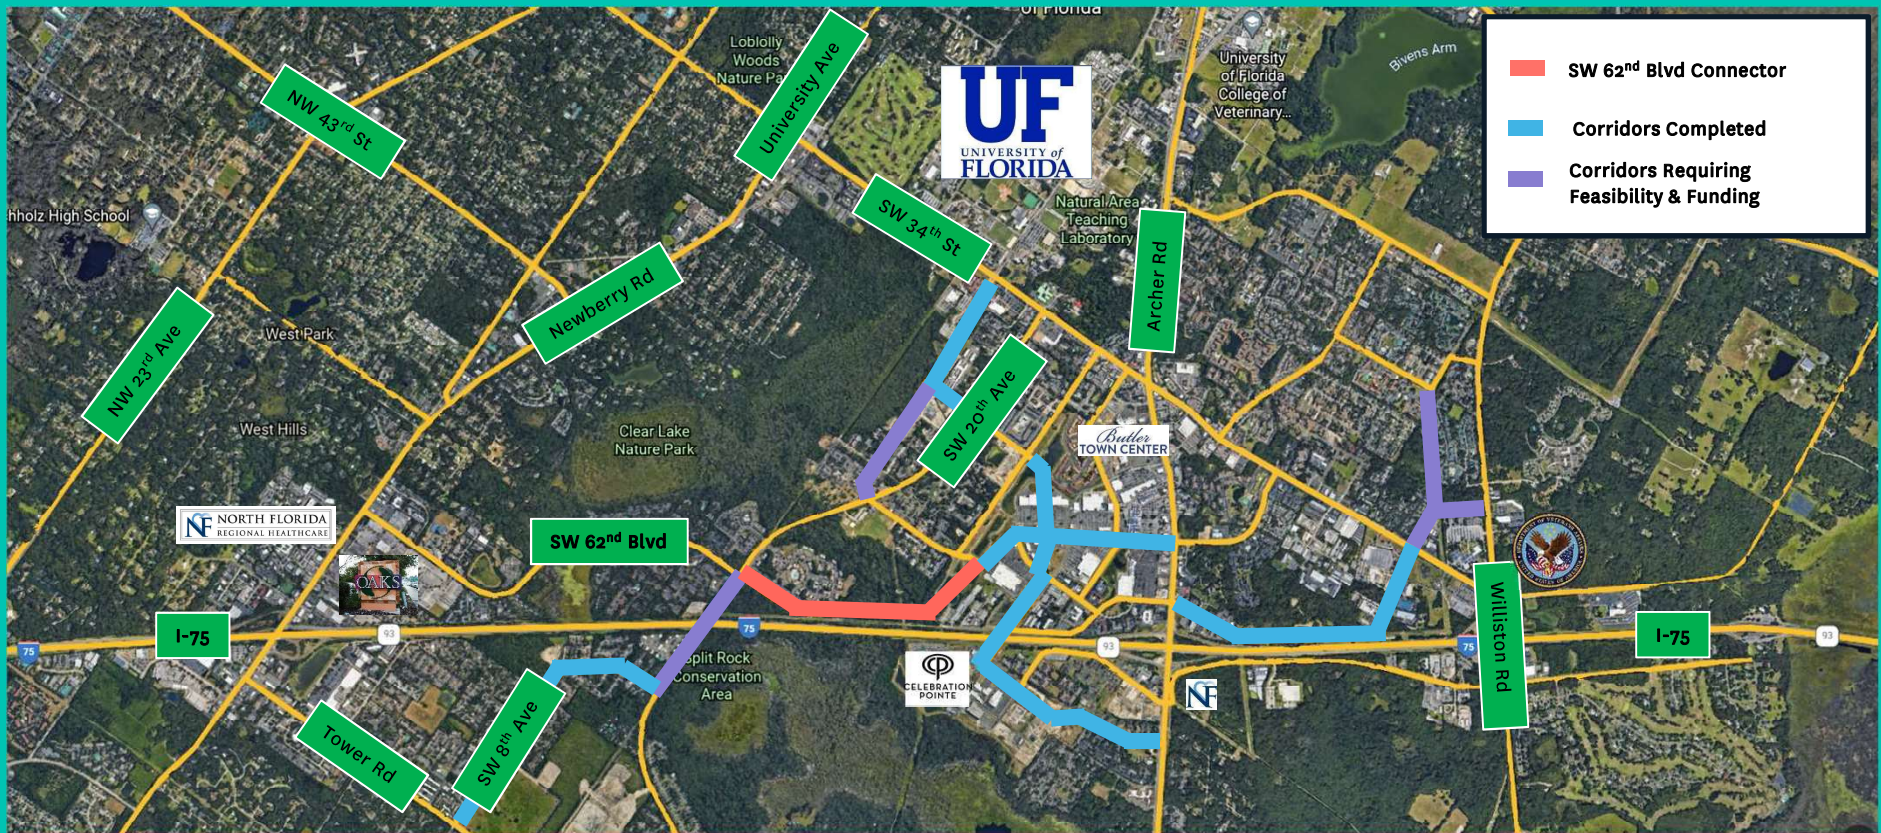 of Florida
Loblolly
Woods
Nature Pa
University Ave
UF
UNIVERSITY of
FLORIDA
University
of Florida
College of
Veterinary...
Bivens Arm
SW 62nd Blvd Connector
Corridors Completed
Corridors Requiring
Feasibility & Funding
NW 43rd St
chholz High School
SW 34th St
Natural Area
Teaching
Laboratory
Archer Rd
Newberry Rd
NW 23rd Ave
West Park
West Hills
Clear Lake
Nature Park
SW 20th Ave
Butler
TOWN CENTER
NF NORTH FLORIDA
REGIONAL HEALTHCARE
OAKS
SW 62nd Blvd
I-75
75
93
75
93
75
93
I-75
Williston Rd
Split Rock
Conservation
Area
CP
CELEBRATION
POINTE
NF
SW 8th Ave
Tower Rd